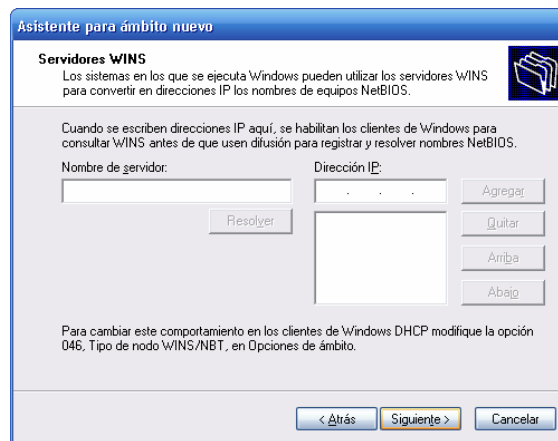 Asistente para ámbito nuevo
Servidores WINS
Los sistemas en los que se ejecuta Windows pueden utilizar los servidores WINS
para convertir en direcciones IP los nombres de equipos NetBIOS.
Cuando se escriben direcciones IP aquí, se habilitan los clientes de Windows para
consultar WINS antes de que usen difusión para registrar y resolver nombres NetBIOS.
Nombre de servidor: Dirección IP:
. . . Agregar
Resolver Quitar
Arriba
Abajo
Para cambiar este comportamiento en los clientes de Windows DHCP modifique la opción
046, Tipo de nodo WINS/NBT, en Opciones de ámbito.
< Atrás Siguiente > Cancelar